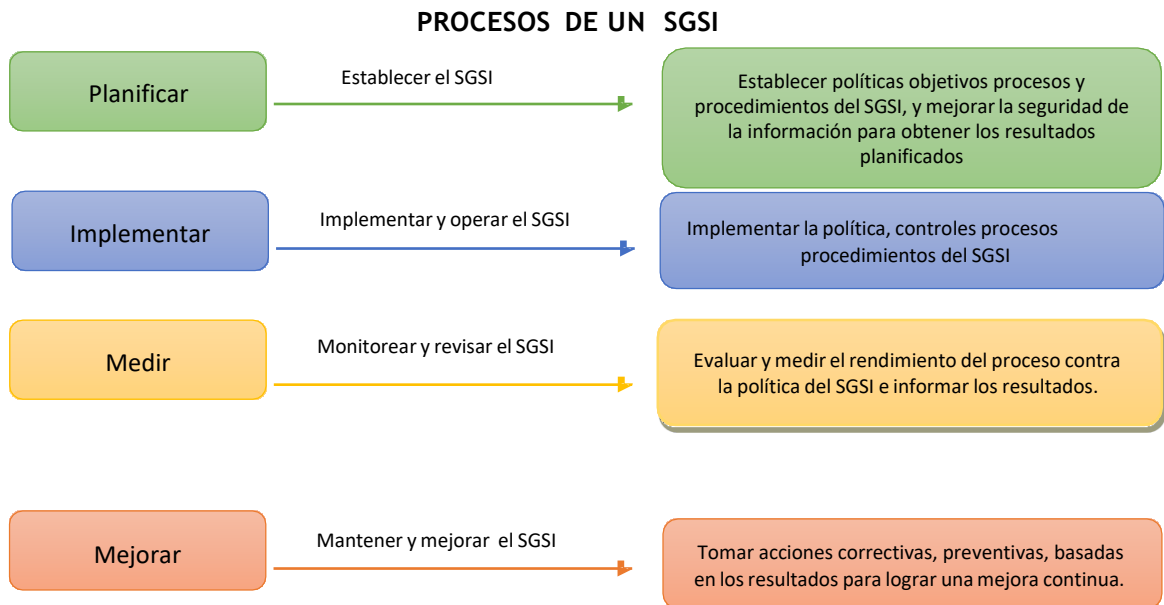 PROCESOS DE UN SGSI
Planificar
Establecer el SGSI
Establecer políticas objetivos procesos y
procedimientos del SGSI, y mejorar la seguridad de
la información para obtener los resultados
planificados
Implementar
Implementar y operar el SGSI
Implementar la política, controles procesos
procedimientos del SGSI
Medir
Monitorear y revisar el SGSI
Evaluar y medir el rendimiento del proceso contra
la política del SGSI e informar los resultados.
Mejorar
Mantener y mejorar el SGSI
Tomar acciones correctivas, preventivas, basadas
en los resultados para lograr una mejora continua.